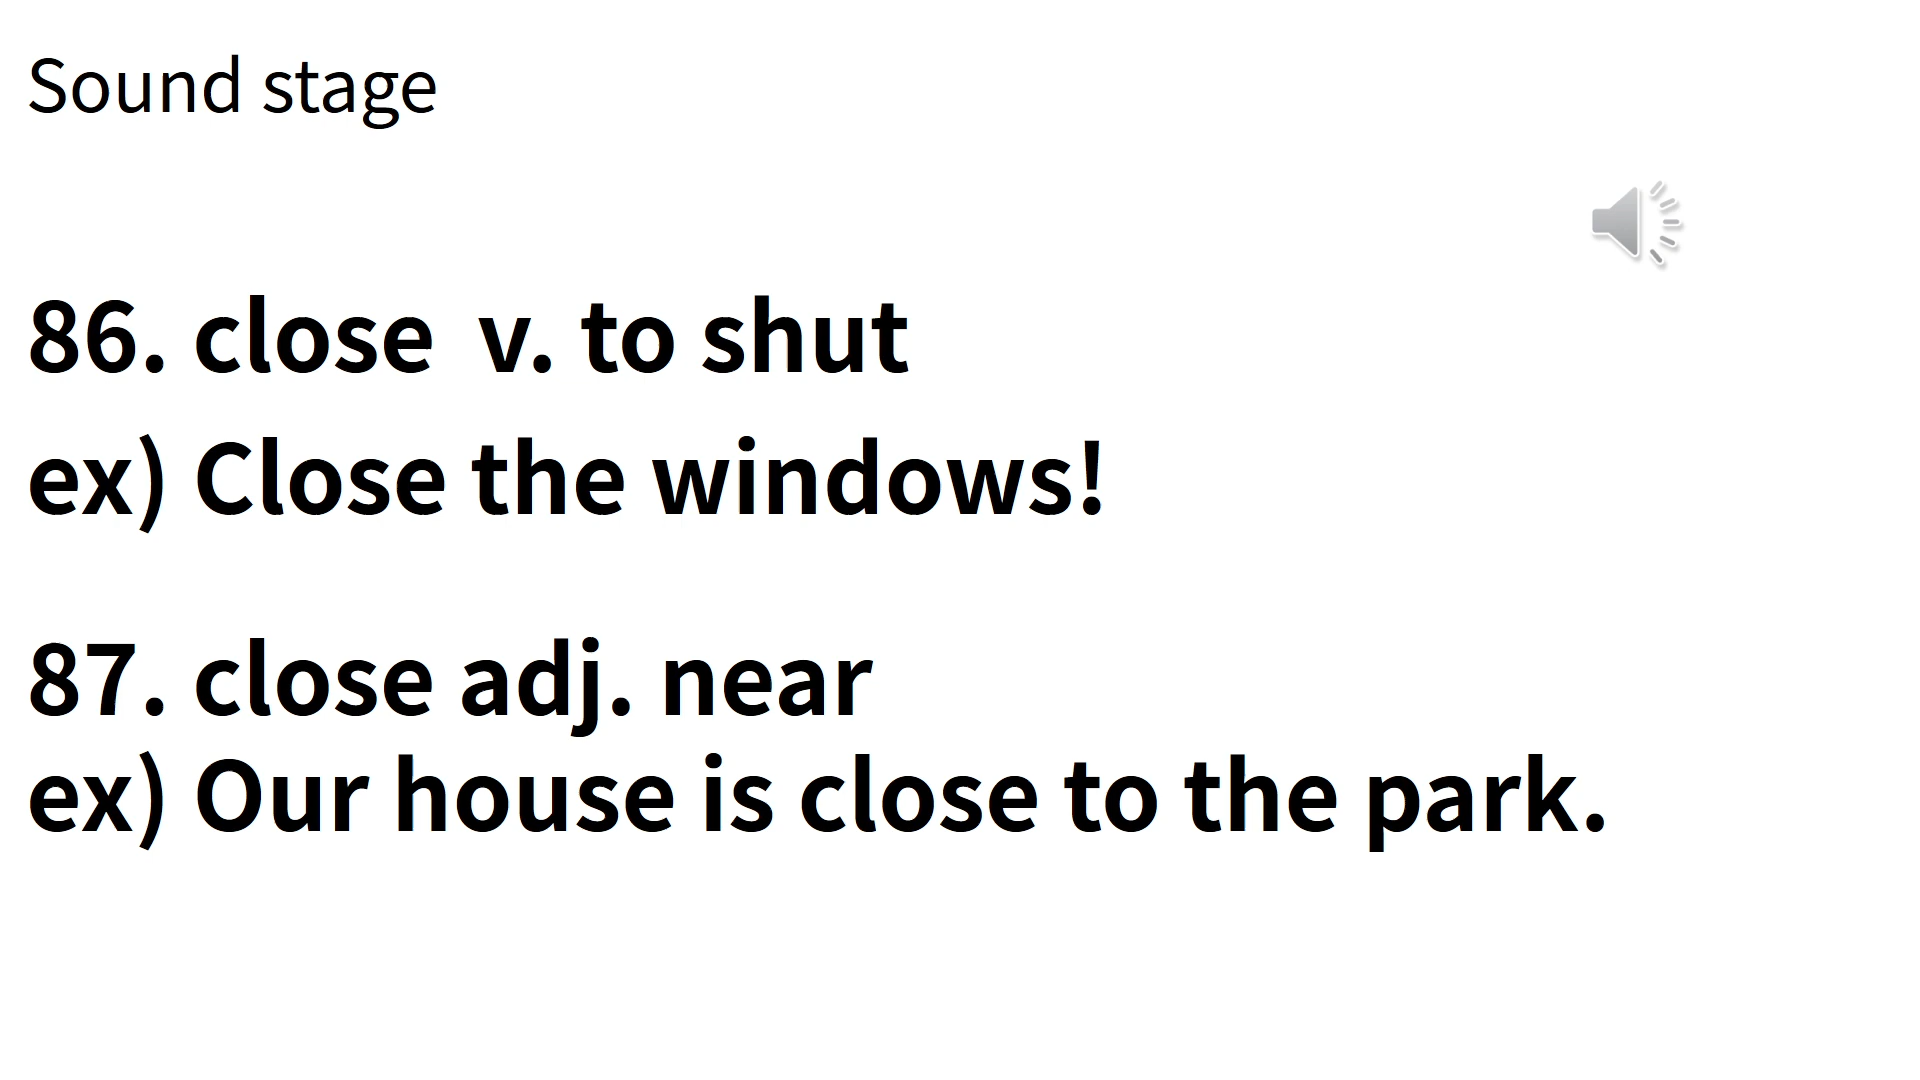 Sound stage
86. close  v. to shut
ex) Close the windows!
87. close adj. near
ex) Our house is close to the park.